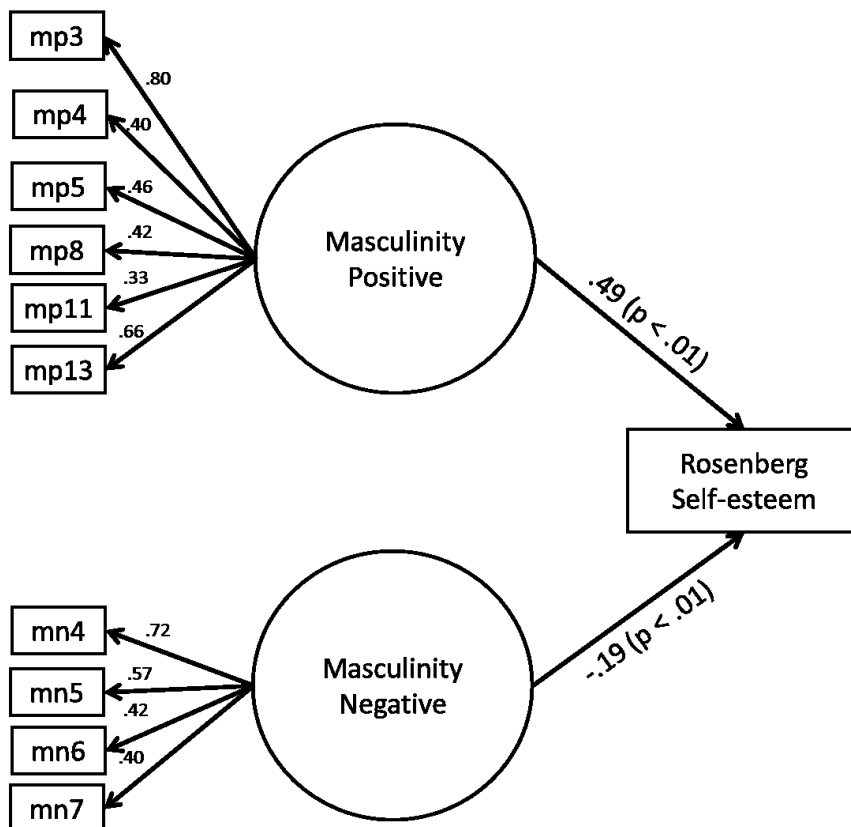 mp3
.80
mp4
.40
mp5
.46
mp8
.42
mp11
.33
mp13
.66
Masculinity
Positive
.49 (p < .01)
Rosenberg
Self-esteem
mn4
.72
mn5
.57
mn6
.42
mn7
.40
Masculinity
Negative
-.19 (p < .01)